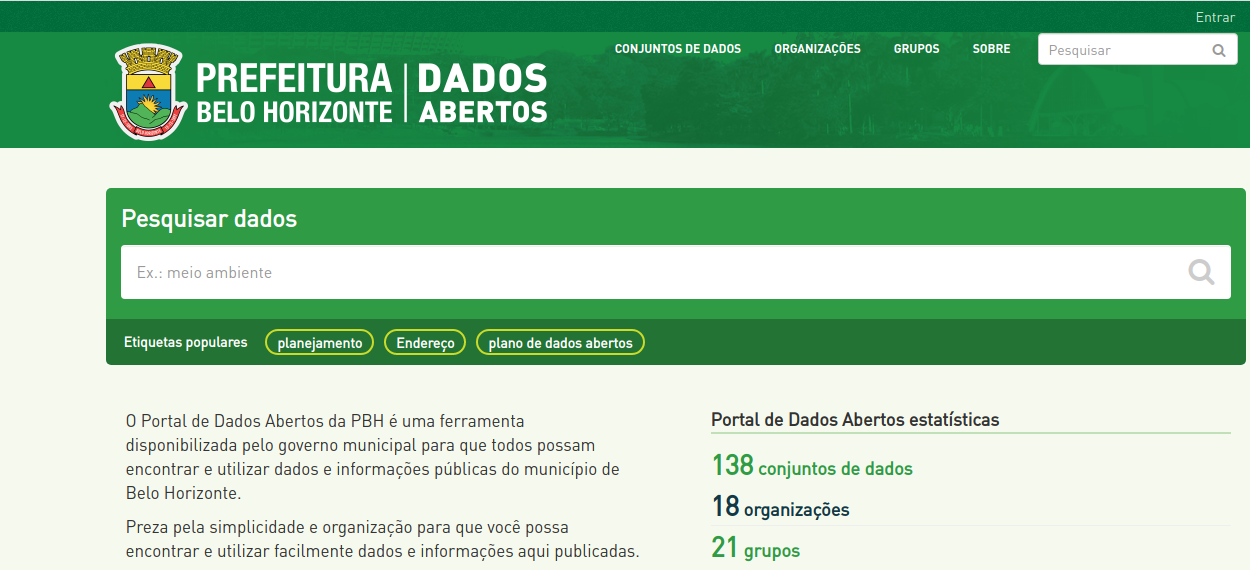 Entrar
CONJUNTOS DE DADOS ORGANIZAÇÕES GRUPOS SOBRE Pesquisar
PREFEITURA
BELO HORIZONTE
DADOS
ABERTOS
Pesquisar dados
Ex.: meio ambiente
Etiquetas populares planejamento Endereço plano de dados abertos
O Portal de Dados Abertos da PBH é uma ferramenta
disponibilizada pelo governo municipal para que todos possam
encontrar e utilizar dados e informações públicas do município de
Belo Horizonte.
Preza pela simplicidade e organização para que você possa
encontrar e utilizar facilmente dados e informações aqui publicadas.
Portal de Dados Abertos estatísticas
138 conjuntos de dados
18 organizações
21 grupos